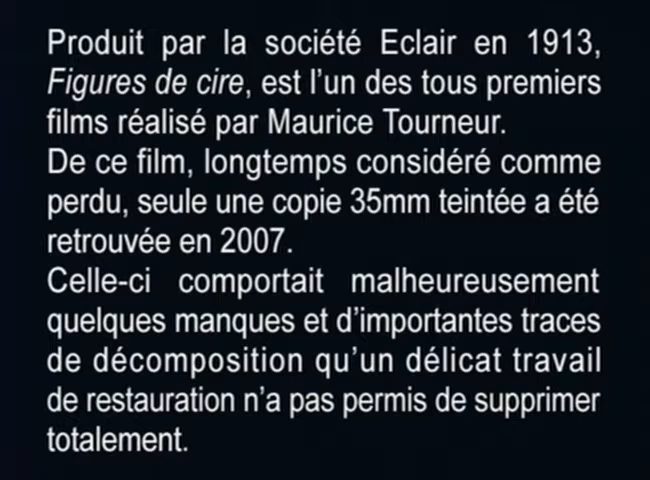 Produit par la société Eclair en 1913,
Figures de cire, est l'un des tous premiers
films réalisé par Maurice Tourneur.
De ce film, longtemps considéré comme
perdu, seule une copie 35mm teintée a été
retrouvée en 2007.
Celle-ci comportait malheureusement
quelques manques et d'importantes traces
de décomposition qu'un délicat travail
de restauration n'a pas permis de supprimer
totalement.